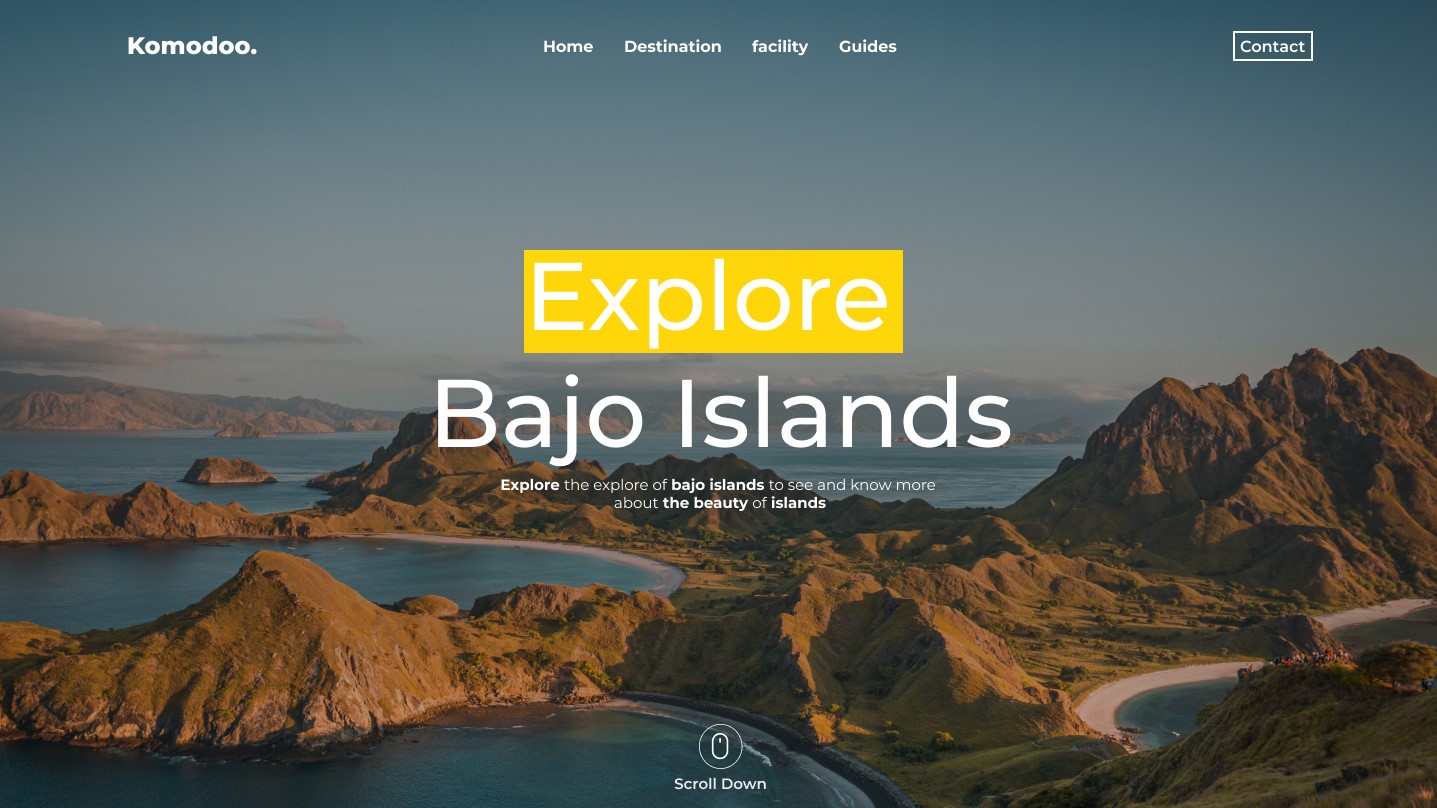 Komodoo.
Home Destination facility Guides
Contact
Explore
Bajo Islands
Explore the explore of bajo islands to see and know more
about the beauty of islands
Scroll Down